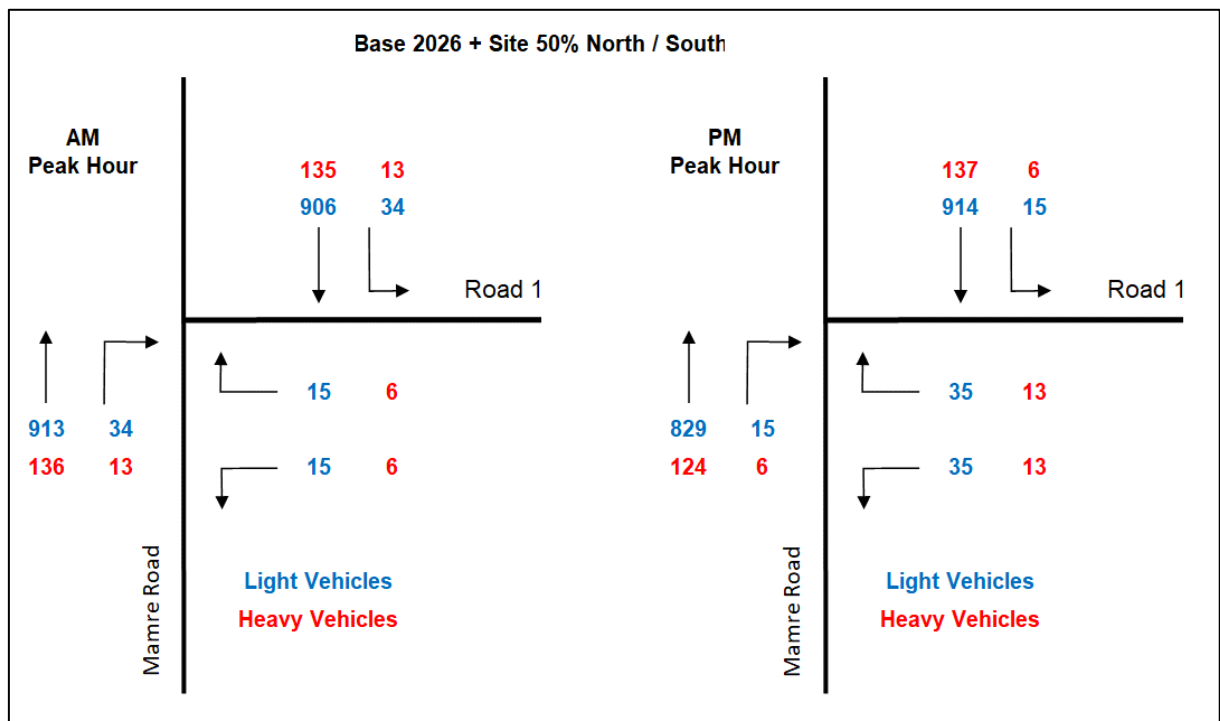 Base 2026 + Site 50% North / South
AM
Peak Hour
135 13
906 34
Road 1
15 6
913 34
136 13
15 6
Mamre Road
Light Vehicles
Heavy Vehicles
PM
Peak Hour
137 6
914 15
Road 1
35 13
829 15
124 6
35 13
Mamre Road
Light Vehicles
Heavy Vehicles